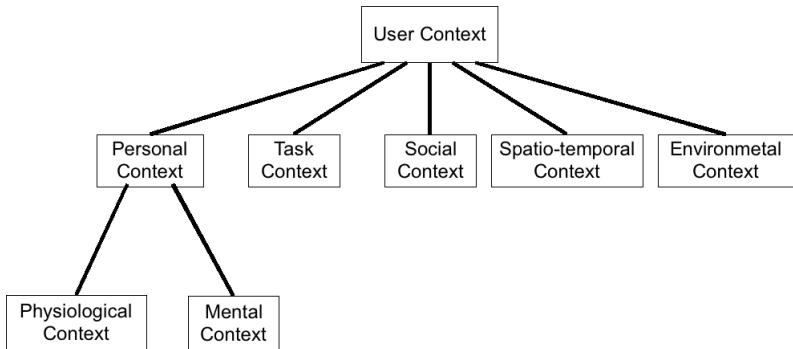 User Context
Personal
Context
Task
Context
Social
Context
Spatio-temporal
Context
Environmetal
Context
Physiological
Context
Mental
Context